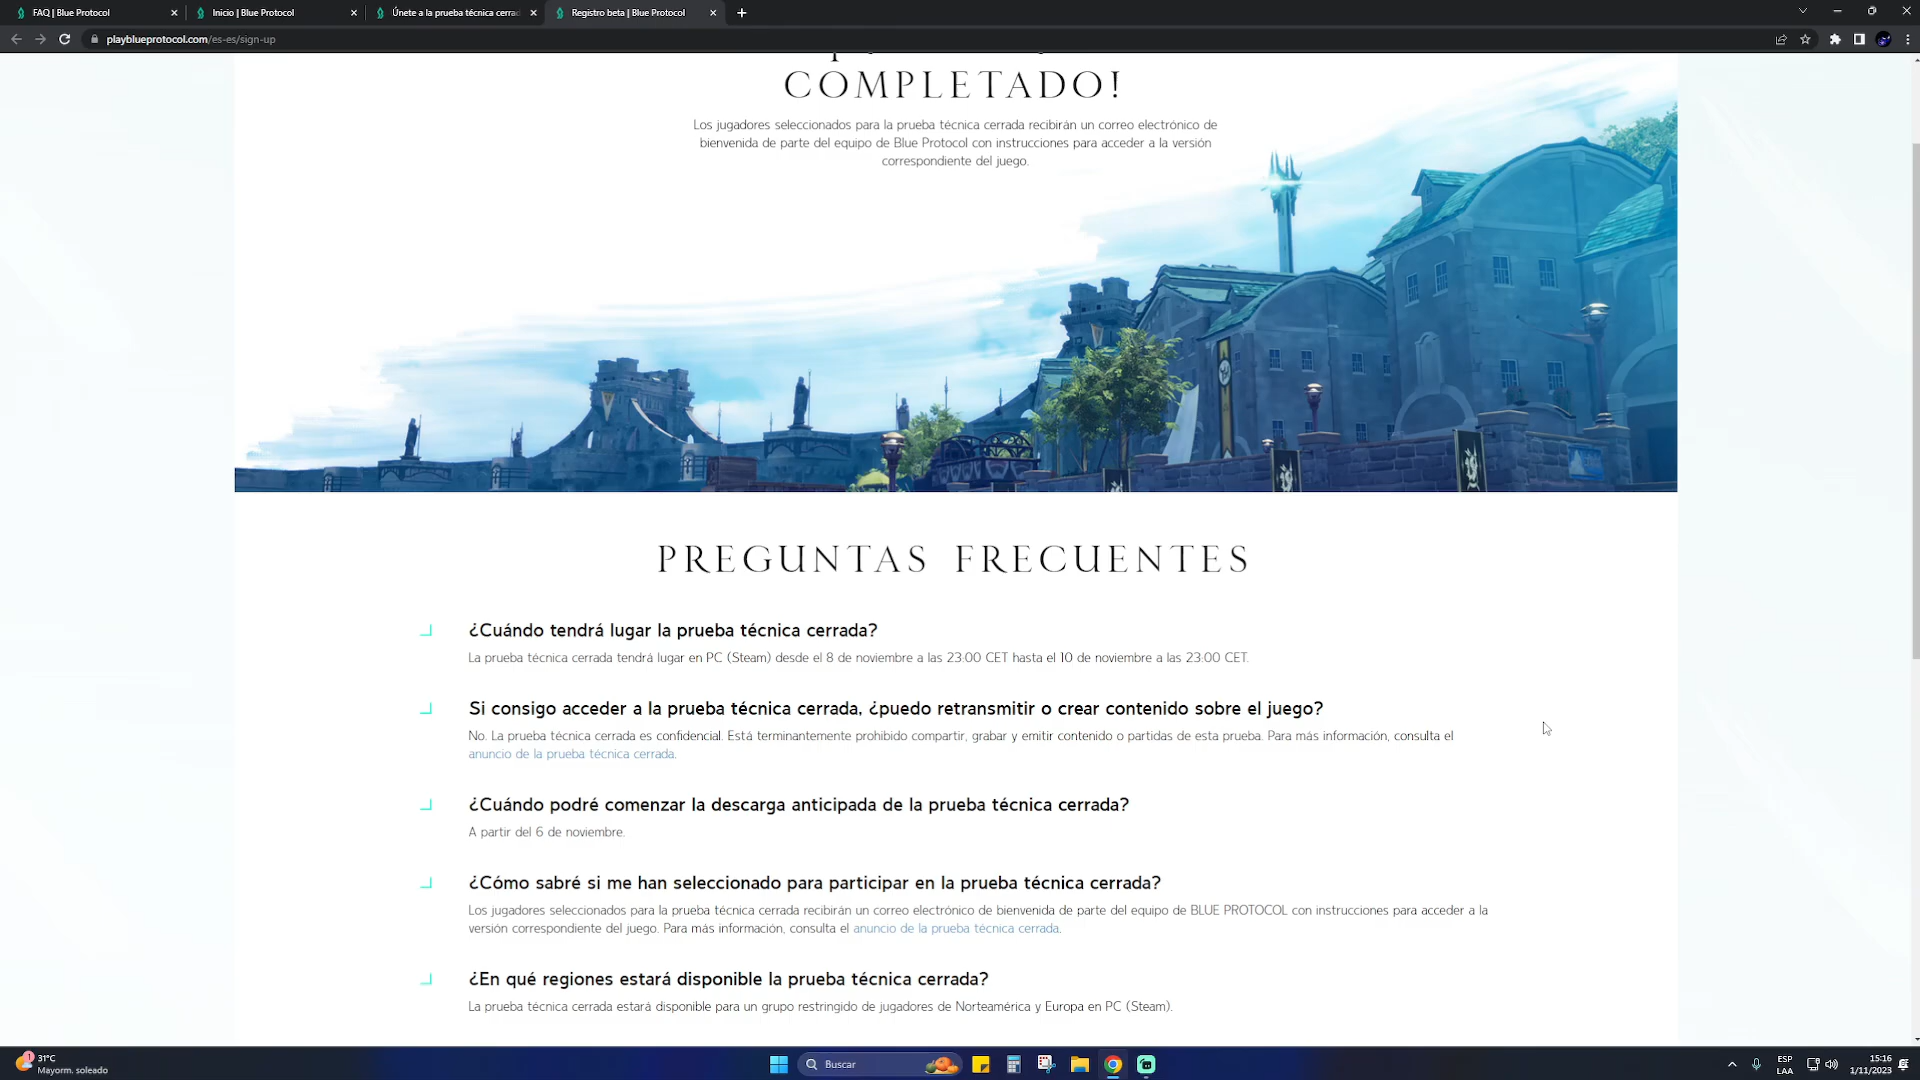 FAQ | Blue Protocol
Inicio | Blue Protocol
Únete a la prueba técnica cerrad
Registro beta | Blue Protocol
playblueprotocol.com/es-es/sign-up
COMPLETADO!
Los jugadores seleccionados para la prueba técnica cerrada recibirán un correo electrónico de
bienvenida de parte del equipo de Blue Protocol con instrucciones para acceder a la versión
correspondiente del juego.
PREGUNTAS FRECUENTES
¿Cuándo tendrá lugar la prueba técnica cerrada?
La prueba técnica cerrada tendrá lugar en PC (Steam) desde el 8 de noviembre a las 23:00 CET hasta el 10 de noviembre a las 23:00 CET.
Si consigo acceder a la prueba técnica cerrada, ¿puedo retransmitir o crear contenido sobre el juego?
No. La prueba técnica cerrada es confidencial. Está terminantemente prohibido compartir, grabar y emitir contenido o partidas de esta prueba. Para más información, consulta el
anuncio de la prueba técnica cerrada.
¿Cuándo podré comenzar la descarga anticipada de la prueba técnica cerrada?
A partir del 6 de noviembre.
¿Cómo sabré si me han seleccionado para participar en la prueba técnica cerrada?
Los jugadores seleccionados para la prueba técnica cerrada recibirán un correo electrónico de bienvenida de parte del equipo de BLUE PROTOCOL con instrucciones para acceder a la
versión correspondiente del juego. Para más información, consulta el anuncio de la prueba técnica cerrada.
¿En qué regiones estará disponible la prueba técnica cerrada?
La prueba técnica cerrada estará disponible para un grupo restringido de jugadores de Norteamérica y Europa en PC (Steam).
1
31°C
Mayorm. soleado
Buscar
ESP
LAA
15:16
1/11/2023